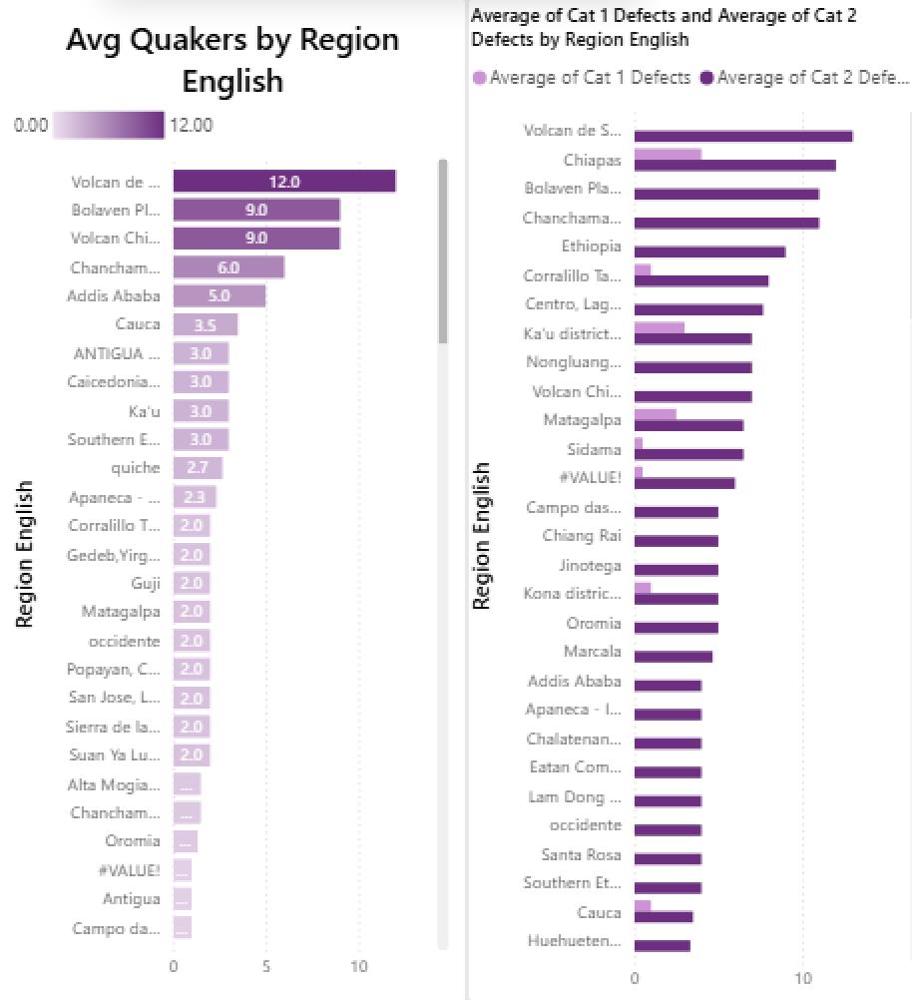 Avg Quakers by Region
English
0.00 12.00
Region English
Volcan de ... 12.0
Bolaven Pl... 9.0
Volcan Chi... 9.0
Chancham... 6.0
Addis Ababa 5.0
Cauca 3.5
ANTIGUA ... 3.0
Caicedonia... 3.0
Ka'u 3.0
Southern E... 3.0
quiche 2.7
Apaneca - ... 2.3
Corralillo T... 2.0
Gedeb,Yirg... 2.0
Guji 2.0
Matagalpa 2.0
occidente 2.0
Popayan, C... 2.0
San Jose, L... 2.0
Sierra de la... 2.0
Suan Ya Lu... 2.0
Alta Mogia... ...
Chancham... ...
Oromia ...
#VALUE! ...
Antigua ...
Campo da... ...
0 5 10
Average of Cat 1 Defects and Average of Cat 2
Defects by Region English
Average of Cat 1 Defects Average of Cat 2 Defe...
Region English
Volcan de S...
Chiapas
Bolaven Pla...
Chanchama...
Ethiopia
Corralillo Ta...
Centro, Lag...
Ka'u district...
Nongluang...
Volcan Chi...
Matagalpa
Sidama
#VALUE!
Campo das...
Chiang Rai
Jinotega
Kona distric...
Oromia
Marcala
Addis Ababa
Apaneca - I...
Chalatenan...
Eatan Com...
Lam Dong ...
occidente
Santa Rosa
Southern Et...
Cauca
Huehueten...
0 10